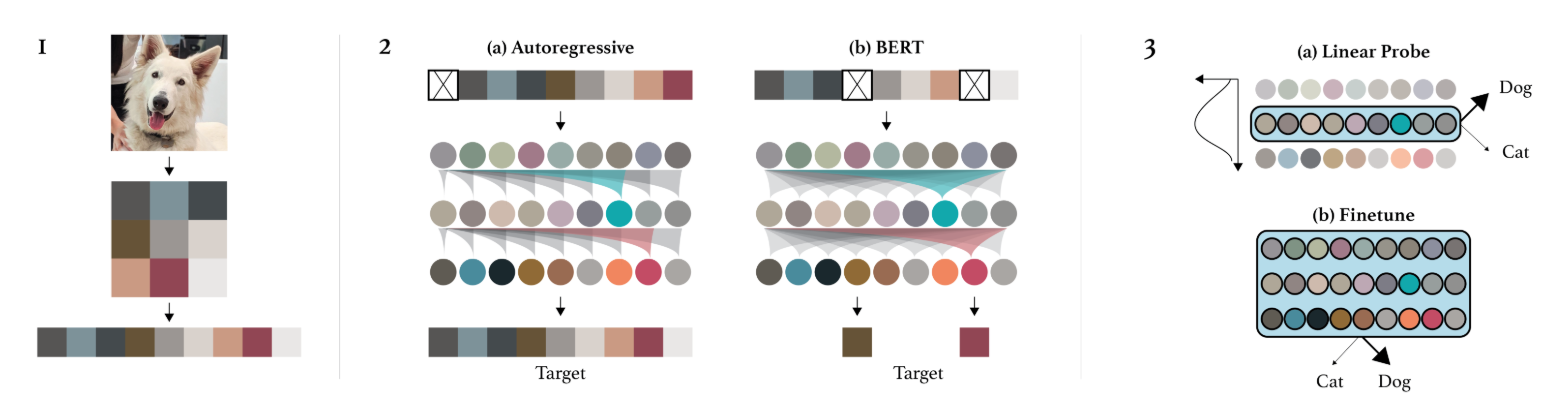 1
2
(a) Autoregressive
Target
(b) BERT
Target
3
(a) Linear Probe
Dog
Cat
(b) Finetune
Cat
Dog